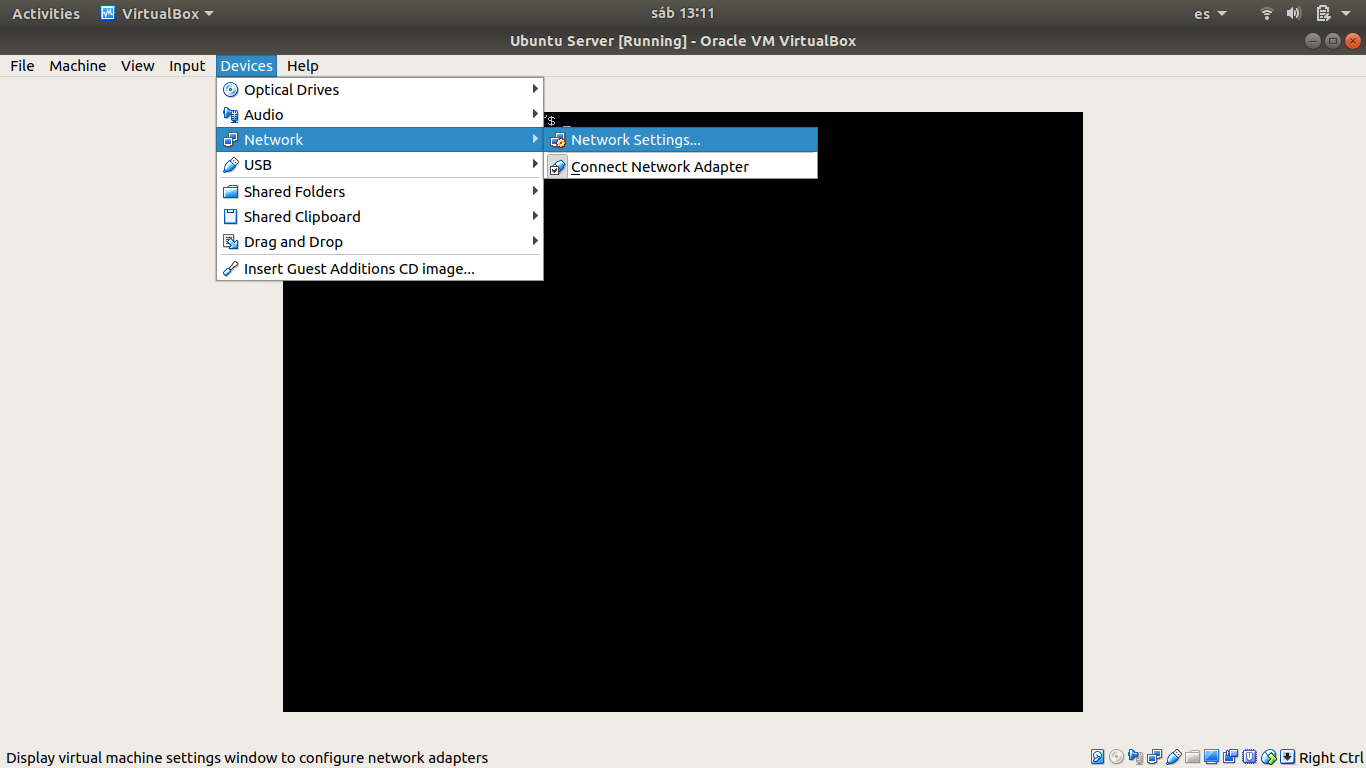 Activities VirtualBox sáb 13:11 es
Ubuntu Server [Running] - Oracle VM VirtualBox
File Machine View Input Devices Help
Optical Drives
Audio
~$ _
Network
Network Settings...
USB
Connect Network Adapter
Shared Folders
Shared Clipboard
Drag and Drop
Insert Guest Additions CD image...
Display virtual machine settings window to configure network adapters Right Ctrl